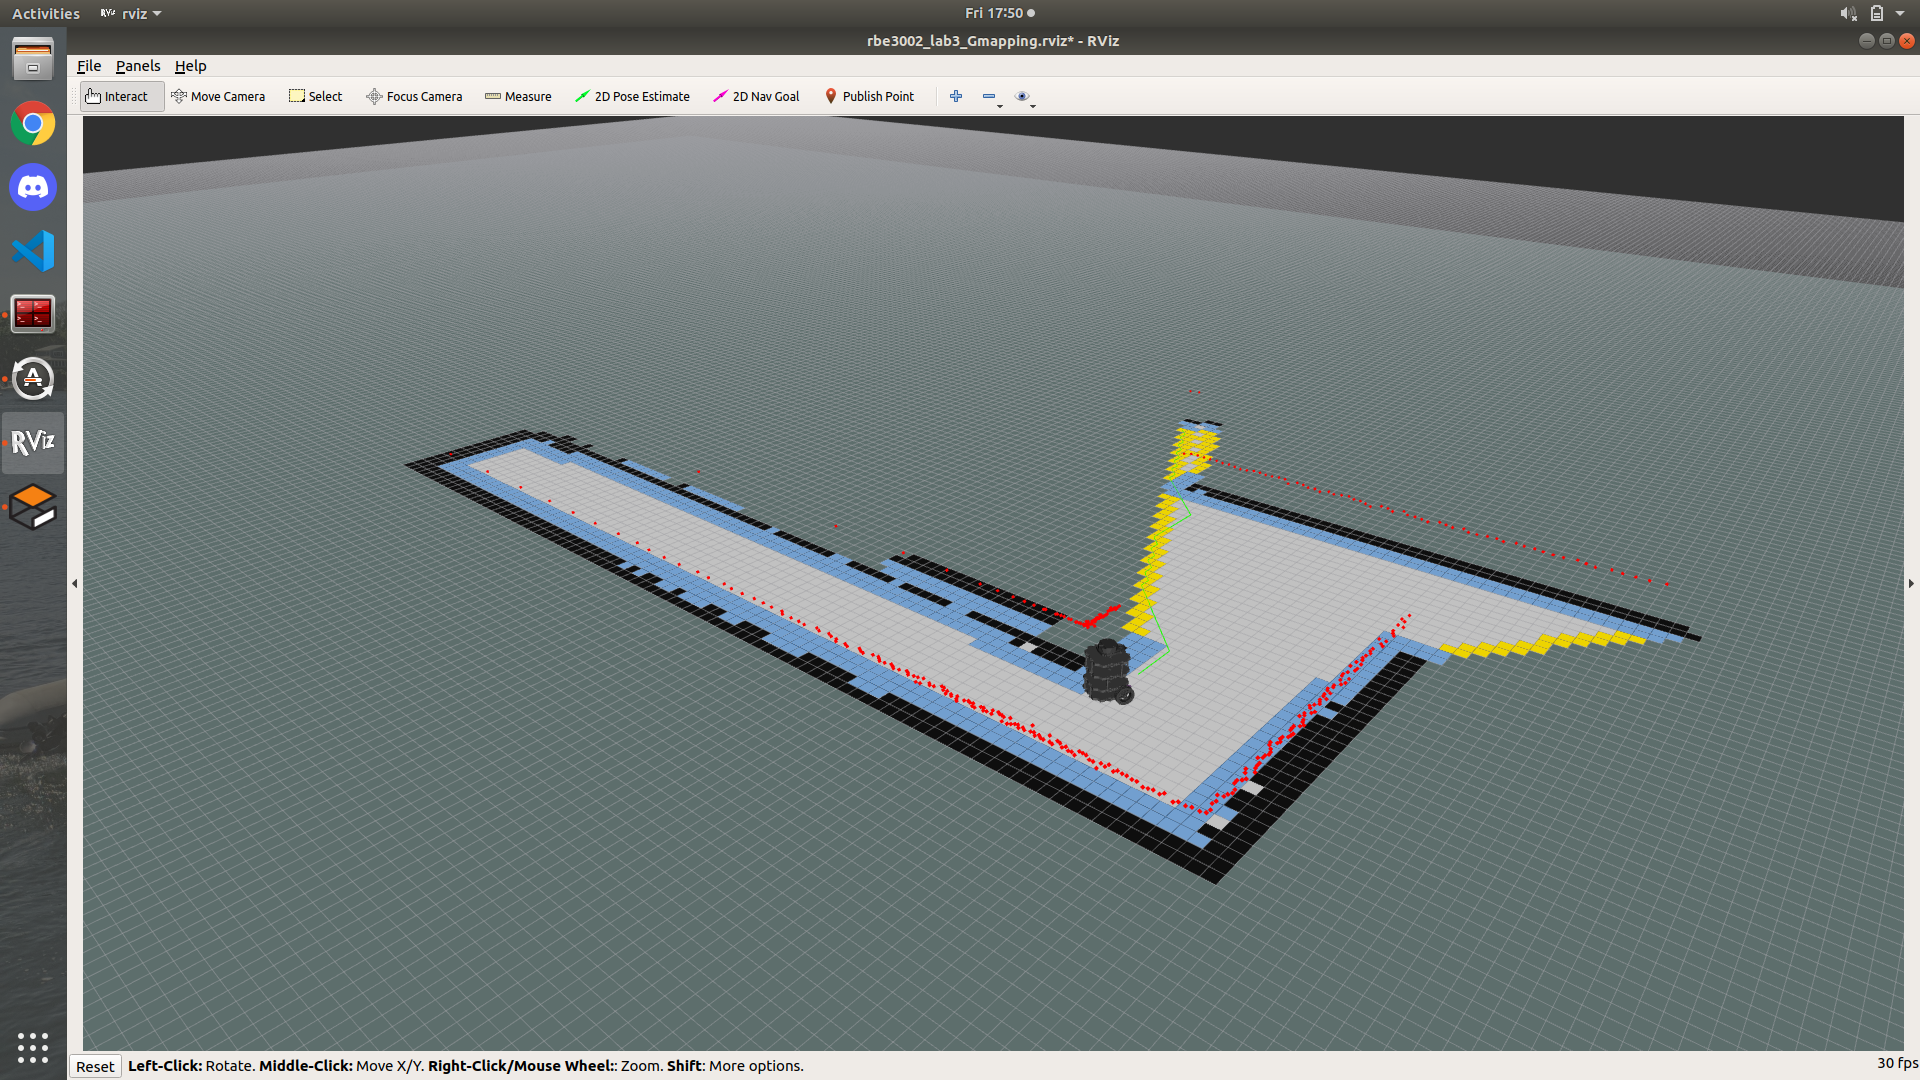 Activities
RViz
rviz
Fri 17:50
rbe3002_lab3_Gmapping.rviz* - RViz
File Panels Help
Interact Move Camera Select Focus Camera Measure 2D Pose Estimate 2D Nav Goal Publish Point
A
RViz
Reset Left-Click: Rotate. Middle-Click: Move X/Y. Right-Click/Mouse Wheel:: Zoom. Shift: More options.
30 fps